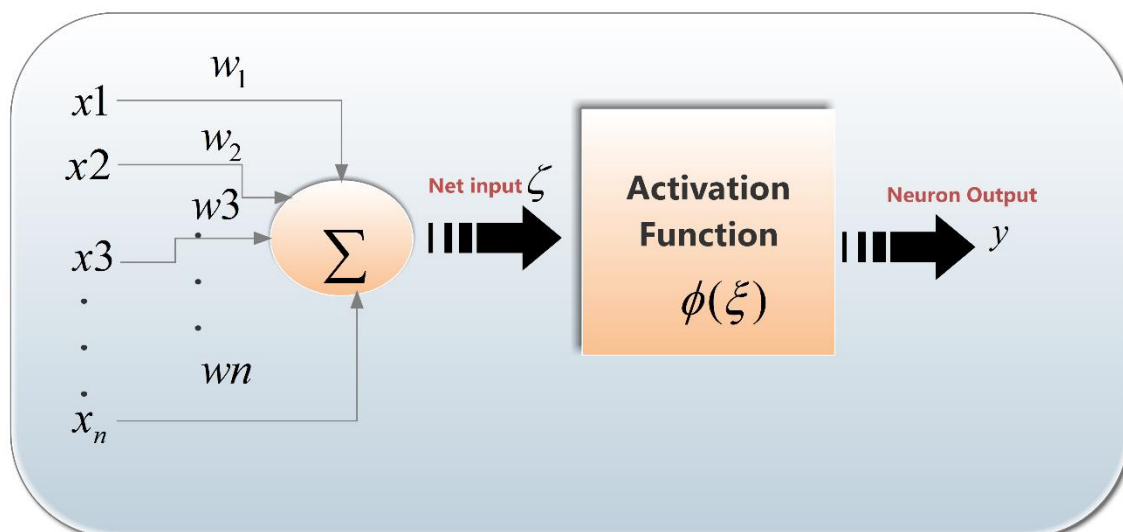 w₁
x1
w₂
x2
w3
x3
wn
xₙ
∑
Net input ζ
Activation
Function
ϕ(ξ)
Neuron Output
y